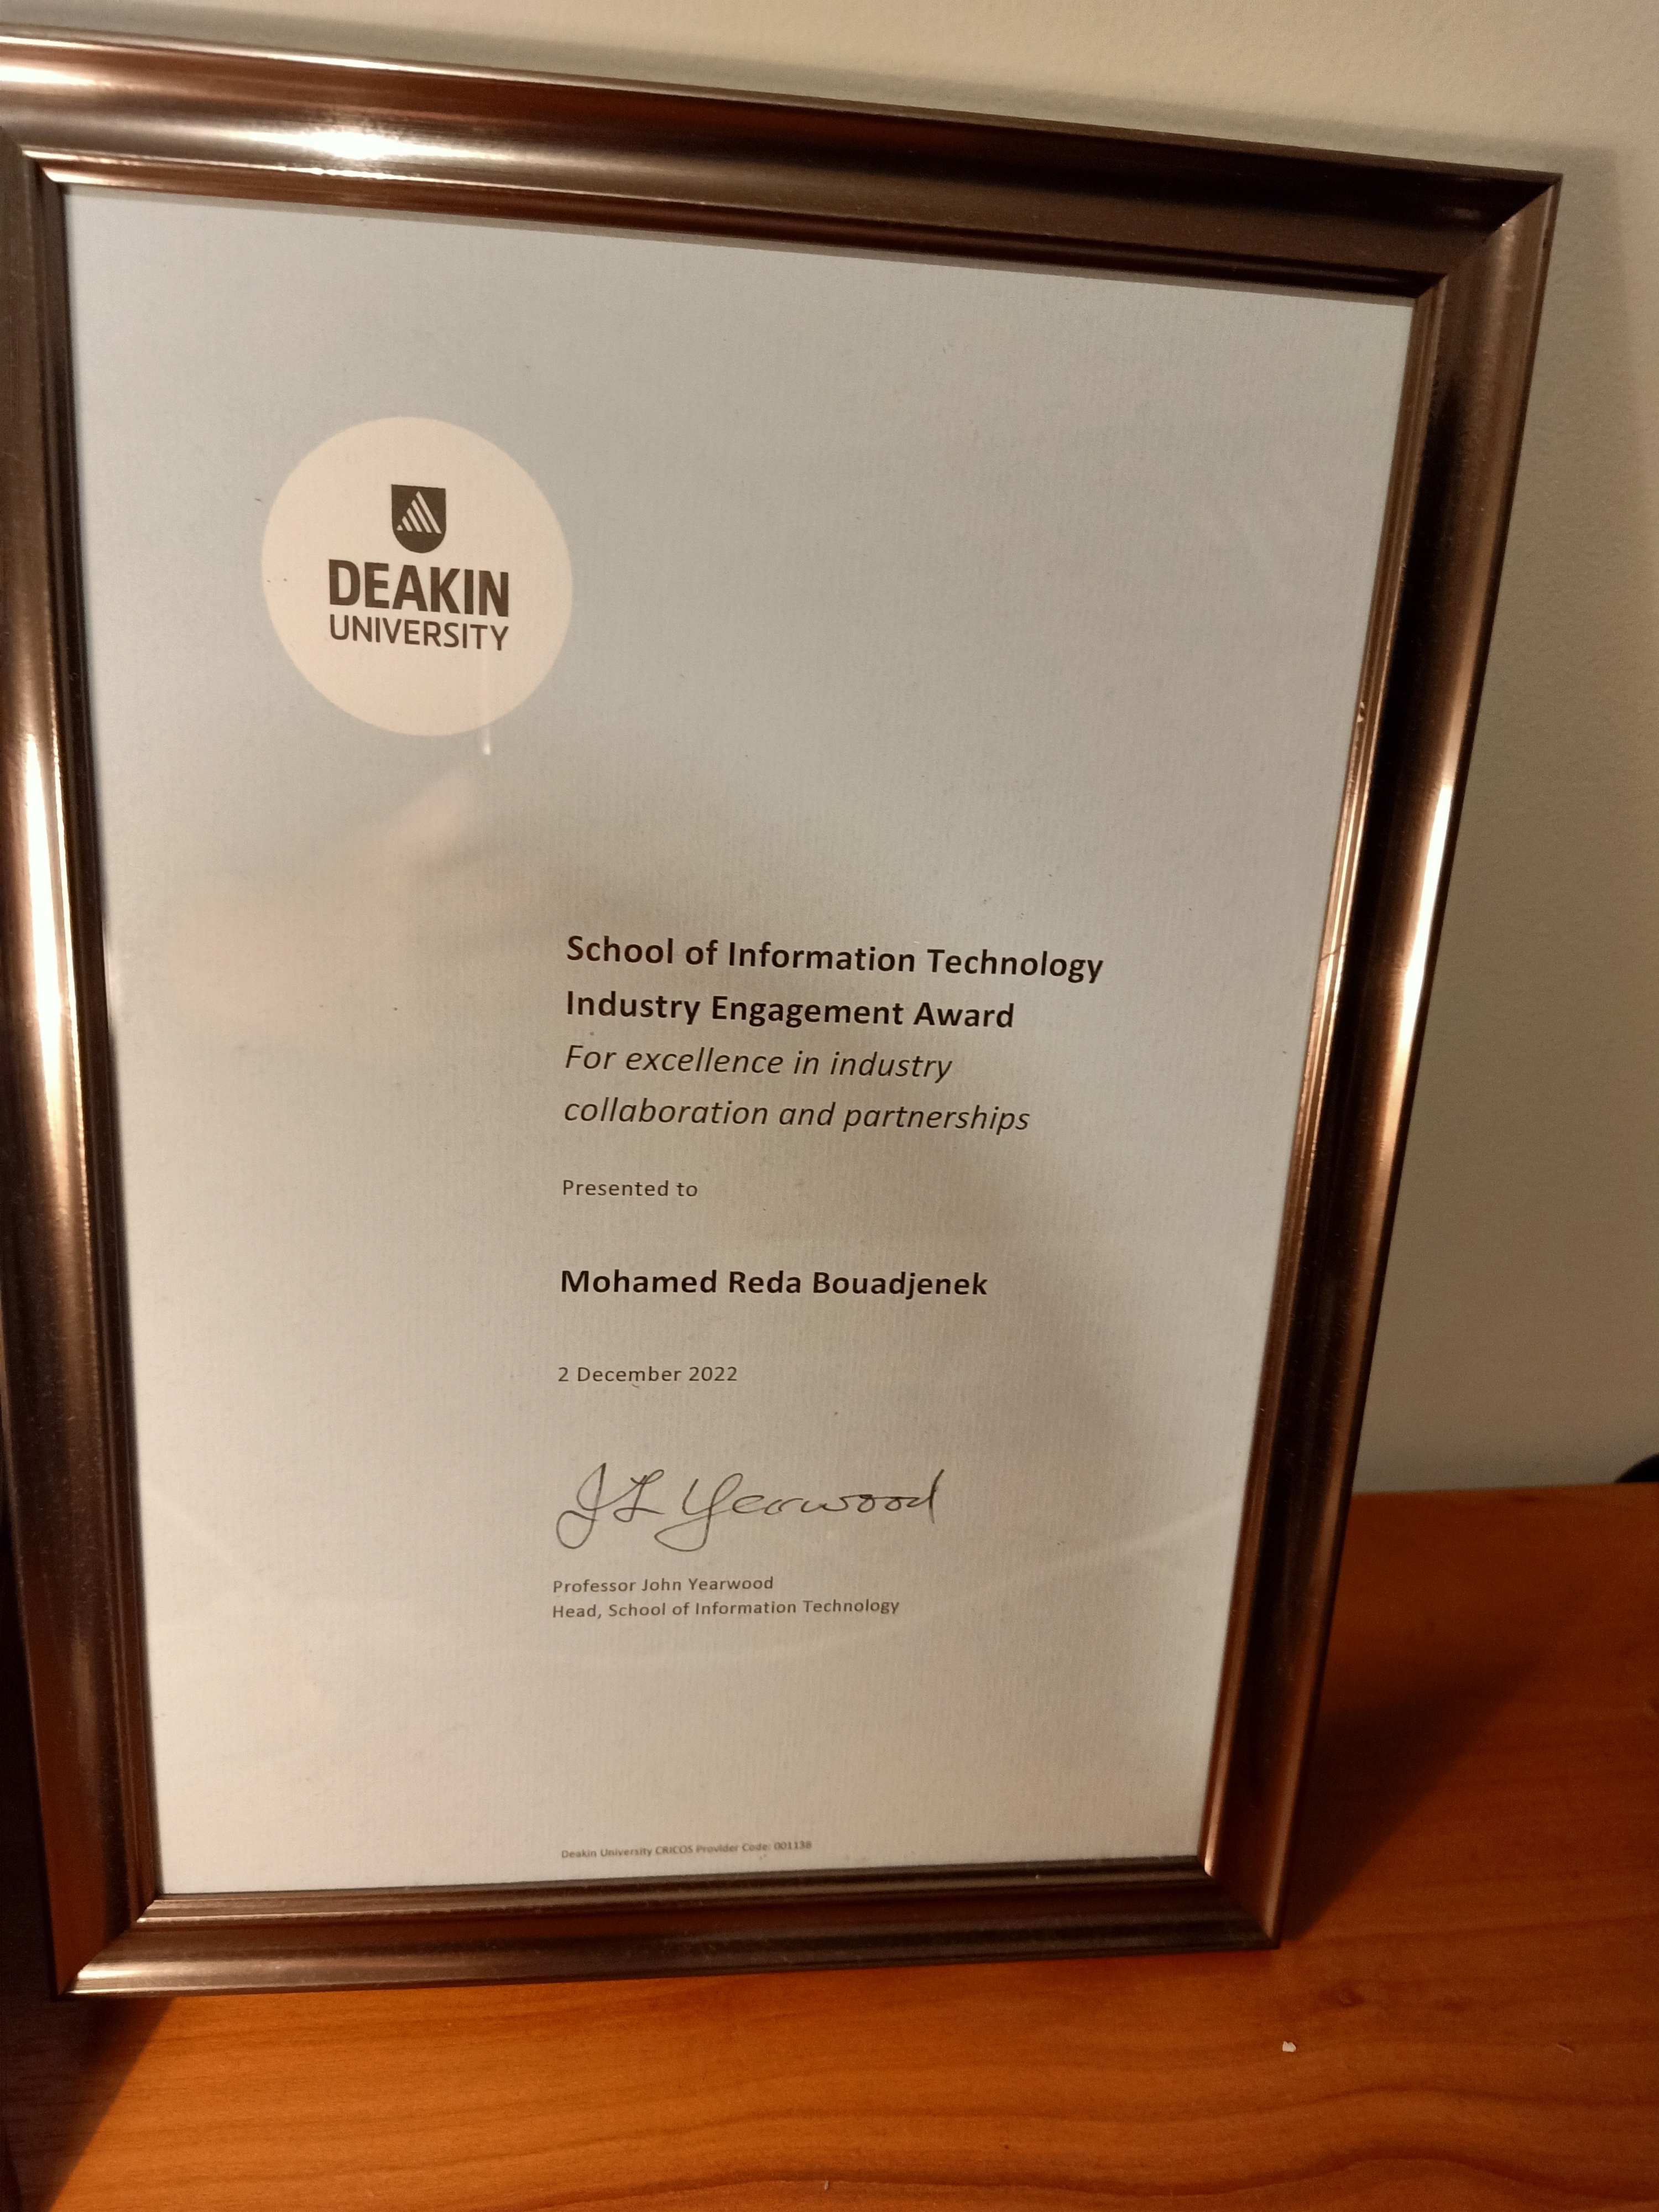 DEAKIN
UNIVERSITY
School of Information Technology
Industry Engagement Award
For excellence in industry
collaboration and partnerships
Presented to
Mohamed Reda Bouadjenek
2 December 2022
JL Yearwood
Professor John Yearwood
Head, School of Information Technology
Deakin University CRICOS Provider Code: 00113B